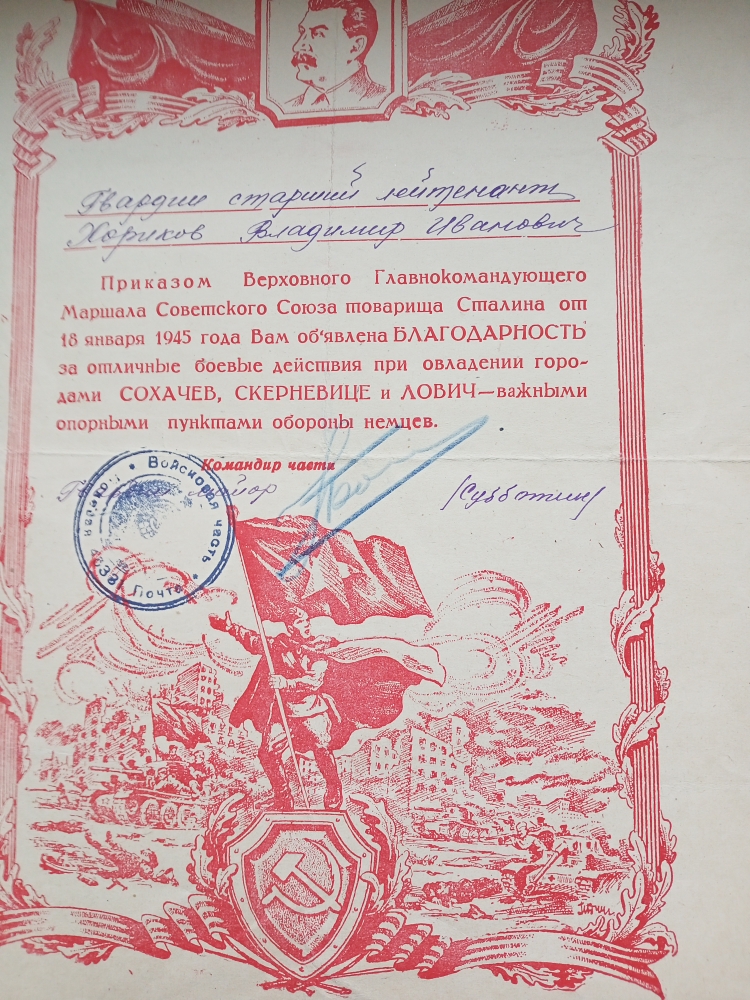 Гвардии старший лейтенант
Хориков Владимир Иванович
Приказом Верховного Главнокомандующего
Маршала Советского Союза товарища Сталина от
18 января 1945 года Вам об‘явлена БЛАГОДАРНОСТЬ
за отличные боевые действия при овладении горо-
дами СОХАЧЕВ, СКЕРНЕВИЦЕ и ЛОВИЧ—важными
опорными пунктами обороны немцев.
Командир части
майор
/Субботин/
Войсковая часть
Почта